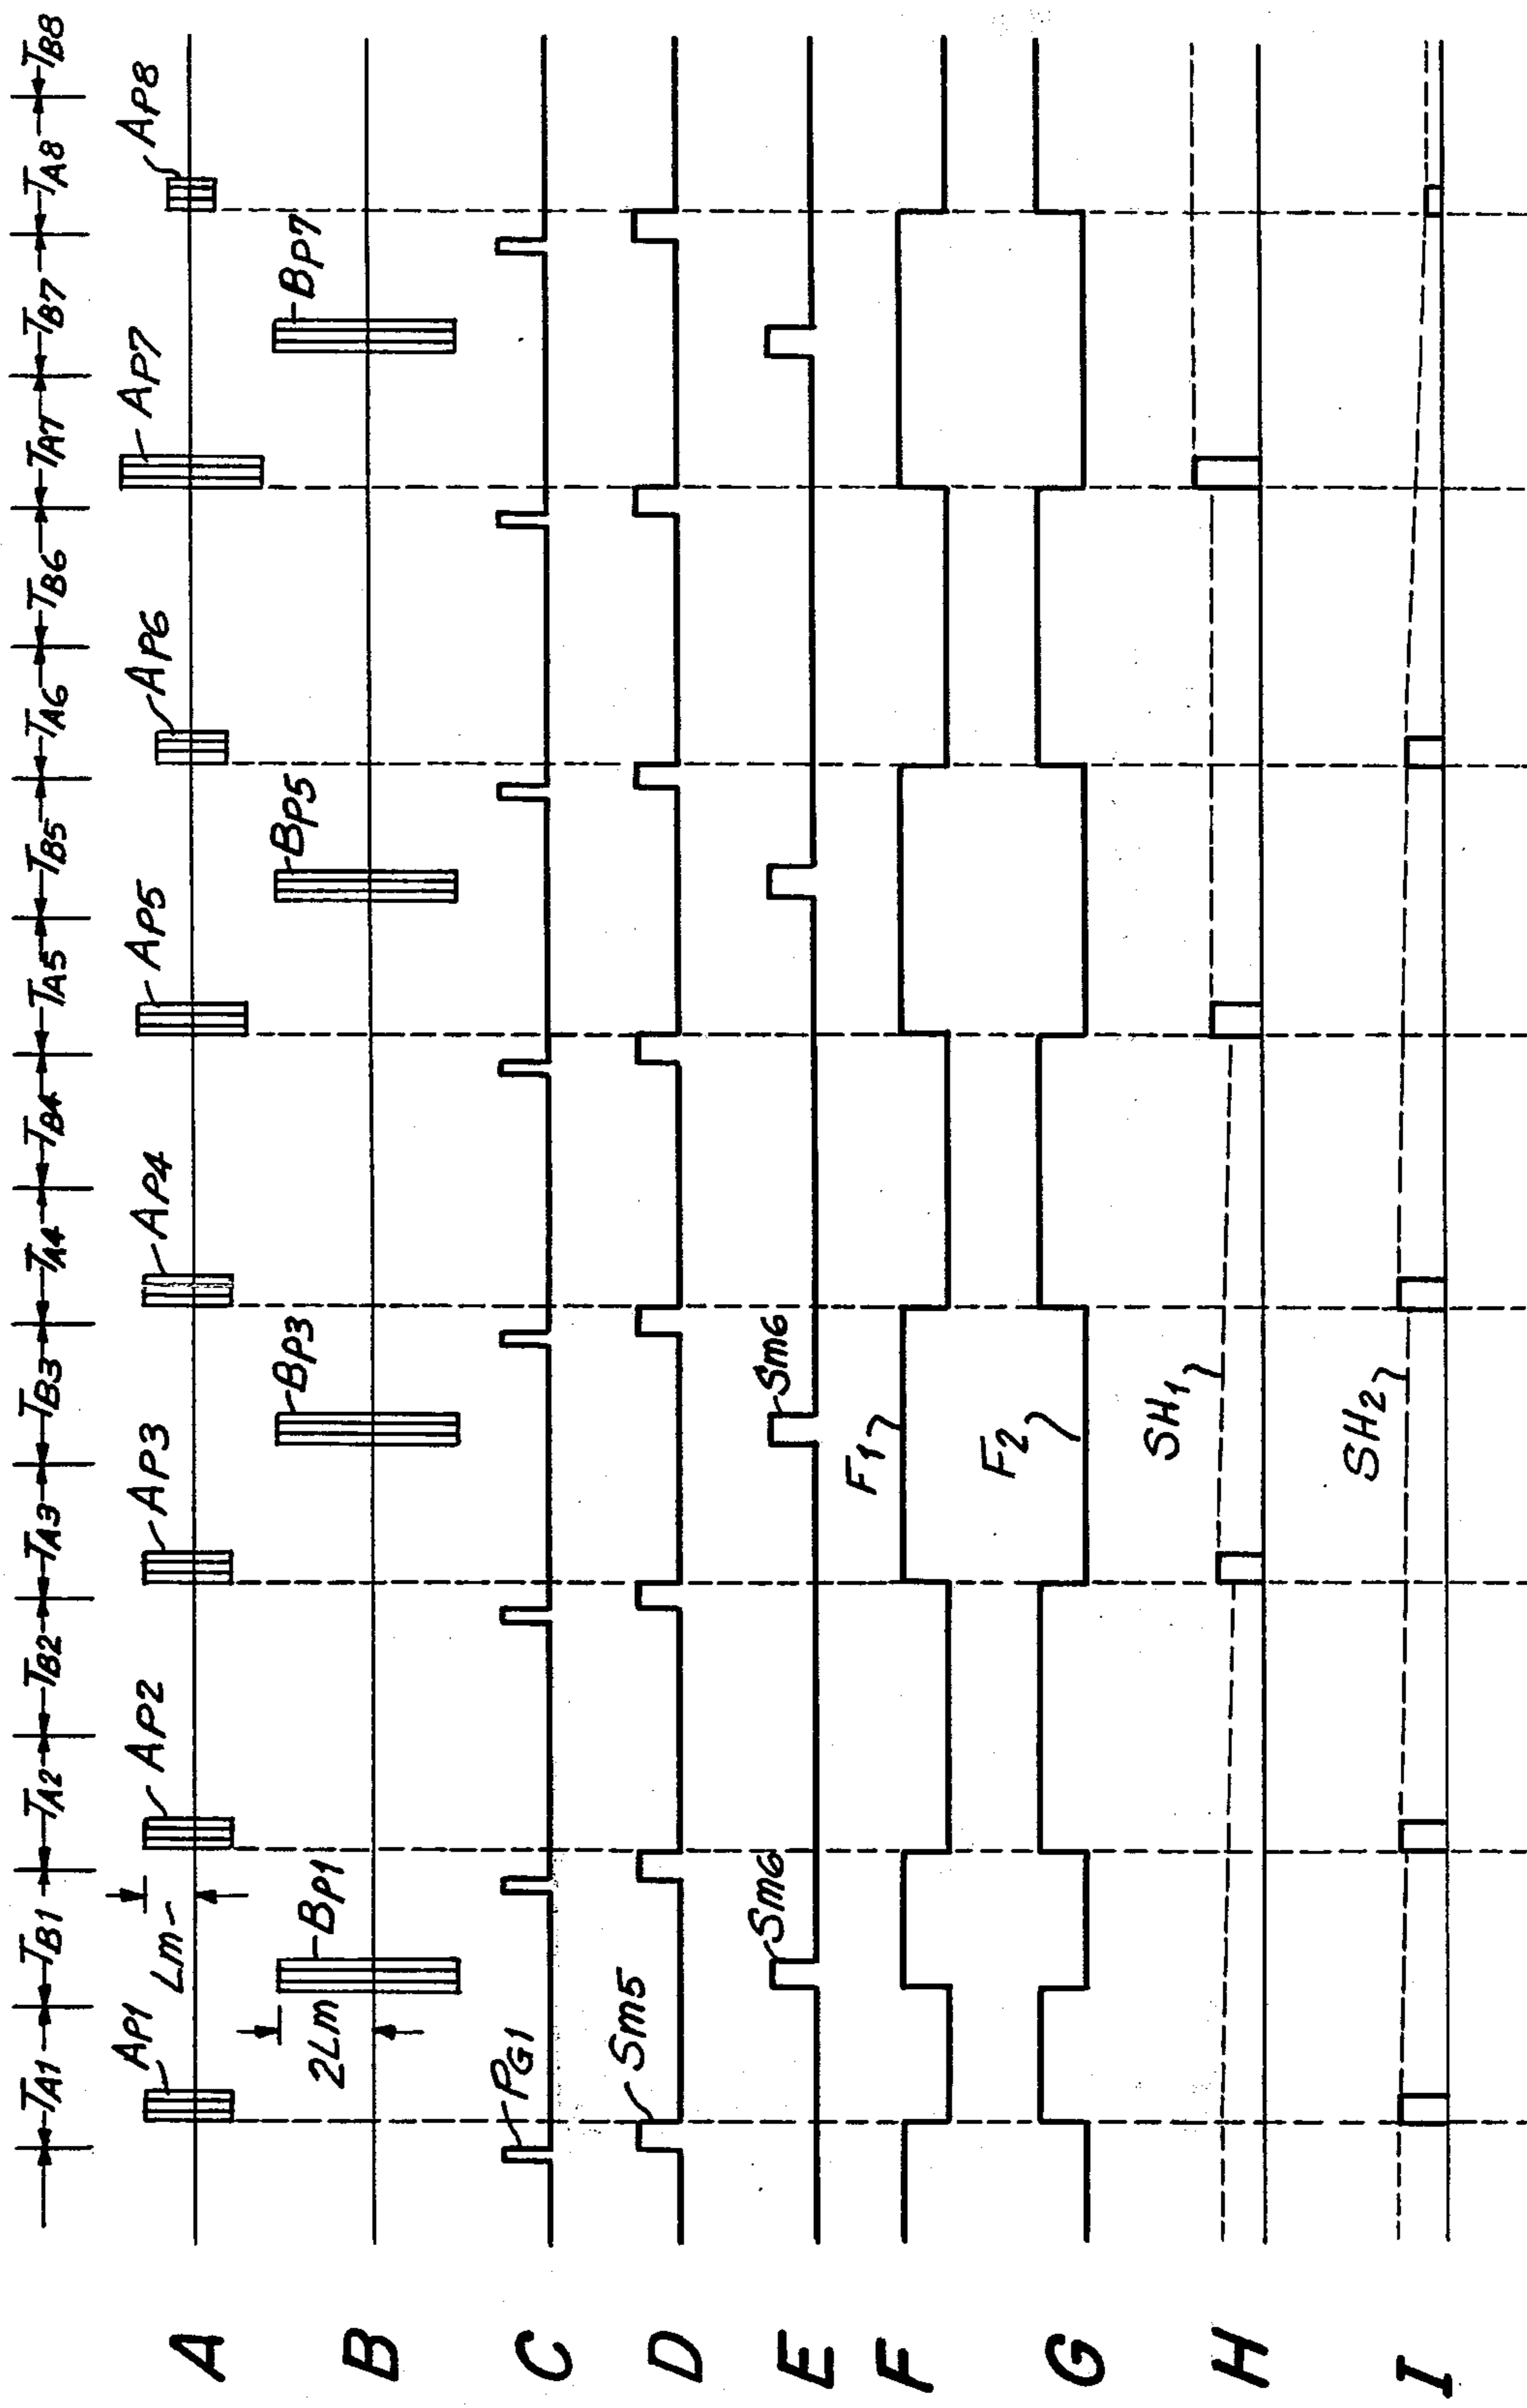 TA1 TB1 TA2 TB2 TA3 TB3 TA4 TB4 TA5 TB5 TA6 TB6 TA7 TB7 TA8 TB8
A AP1 Lm AP2 AP3 AP4 AP5 AP6 AP7 AP8
B 2Lm BP1 BP3 BP5 BP7
C PG1
D Sm5
E Sm6 Sm6
F F1
G F2
H SH1
I SH2